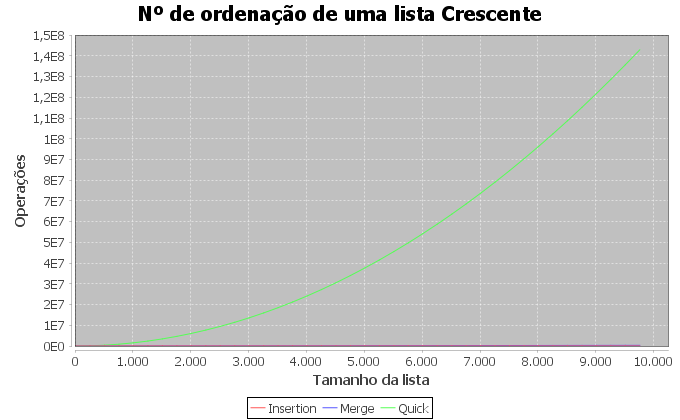 Nº de ordenação de uma lista Crescente
Operações
1,5E8
1,4E8
1,3E8
1,2E8
1,1E8
1E8
9E7
8E7
7E7
6E7
5E7
4E7
3E7
2E7
1E7
0E0
0 1.000 2.000 3.000 4.000 5.000 6.000 7.000 8.000 9.000 10.000
Tamanho da lista
Insertion Merge Quick